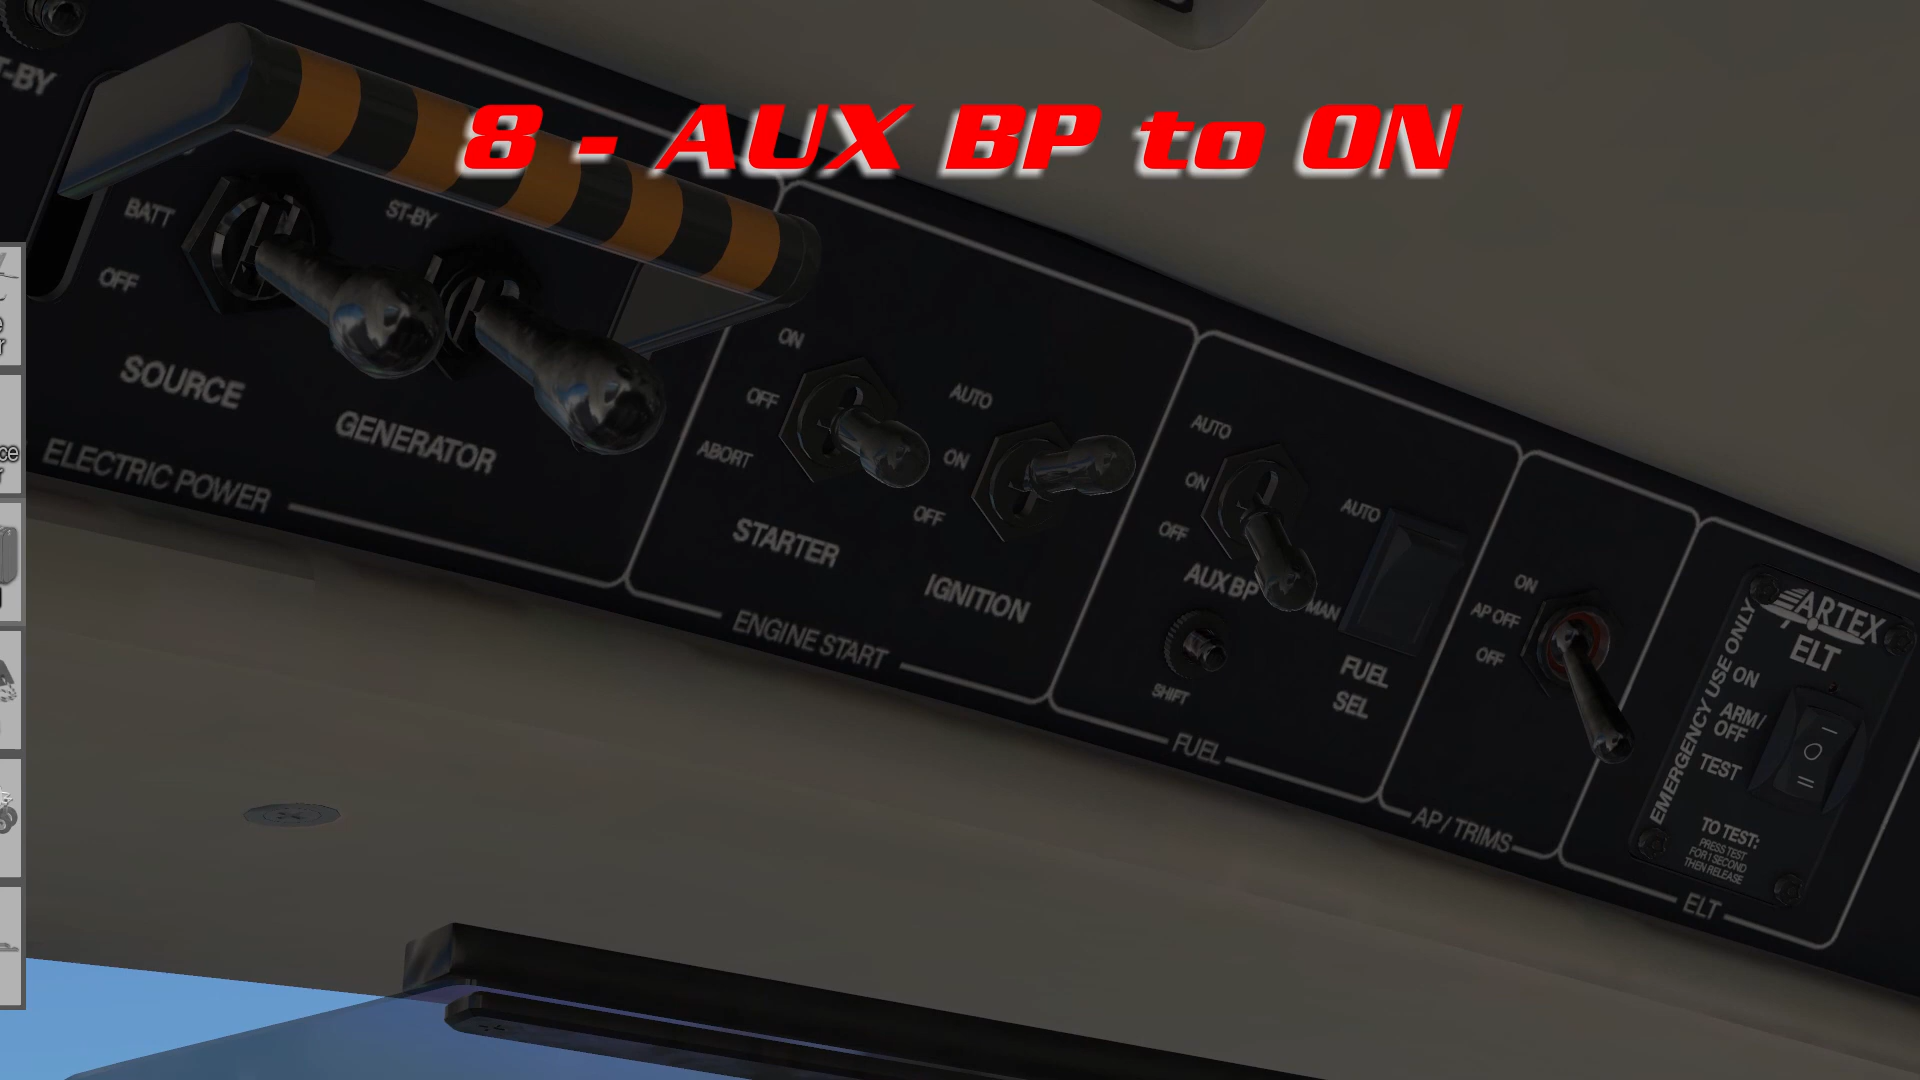 8 - AUX BP to ON
T-BY
BATT
OFF
SOURCE
ST-BY
GENERATOR
ELECTRIC POWER
ON
OFF
ABORT
STARTER
AUTO
ON
OFF
IGNITION
ENGINE START
AUTO
ON
OFF
AUX BP
SHIFT
AUTO
MAN
FUEL
SEL
FUEL
ON
AP OFF
OFF
AP / TRIMS
EMERGENCY USE ONLY
ARTEX
ELT
ON
ARM/
OFF
TEST
TO TEST:
PRESS TEST
FOR 1 SECOND
THEN RELEASE
ELT